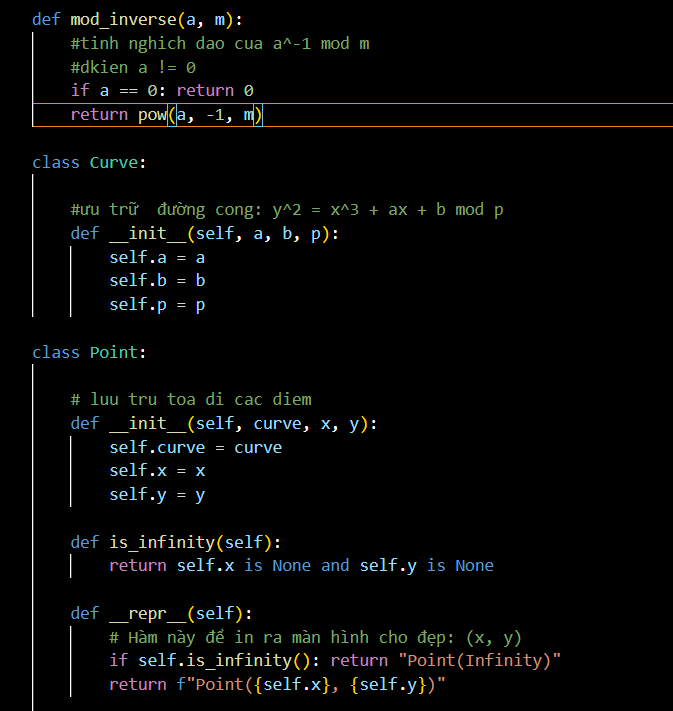 def mod_inverse(a, m):
    #tinh nghich dao cua a^-1 mod m
    #dkien a != 0
    if a == 0: return 0
    return pow(a, -1, m)
class Curve:
    #ưu trữ  đường cong: y^2 = x^3 + ax + b mod p
    def __init__(self, a, b, p):
        self.a = a
        self.b = b
        self.p = p
class Point:
    # luu tru toa di cac diem
    def __init__(self, curve, x, y):
        self.curve = curve
        self.x = x
        self.y = y
    def is_infinity(self):
        return self.x is None and self.y is None
    def __repr__(self):
        # Hàm này để in ra màn hình cho đẹp: (x, y)
        if self.is_infinity(): return "Point(Infinity)"
        return f"Point({self.x}, {self.y})"